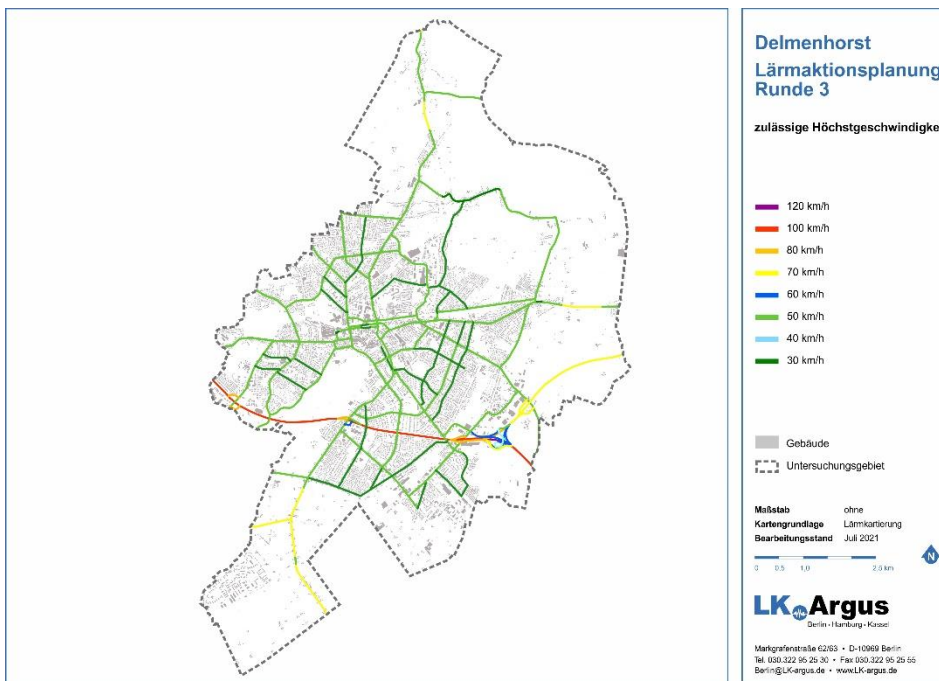 Delmenhorst
Lärmaktionsplanung
Runde 3
zulässige Höchstgeschwindigke
120 km/h
100 km/h
80 km/h
70 km/h
60 km/h
50 km/h
40 km/h
30 km/h
Gebäude
Untersuchungsgebiet
Maßstab ohne
Kartengrundlage Lärmkartierung
Bearbeitungsstand Juli 2021
0 0,5 1,0 km
N
LK Argus
Berlin • Hamburg • Kassel
Markgrafenstraße 62/63 • D-10969 Berlin
Tel. 030.322 95 25 30 • Fax 030.322 95 25 55
Berlin@LK-argus.de • www.LK-argus.de